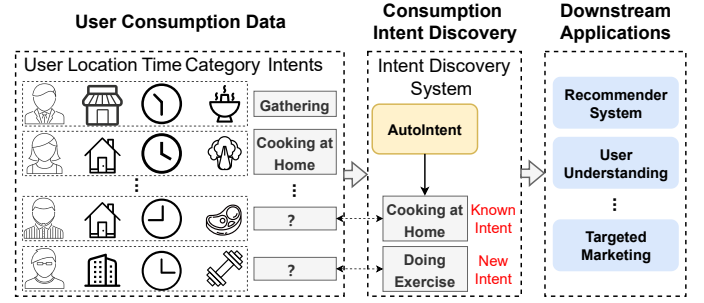 User Consumption Data
User Location Time Category Intents
Gathering
Cooking at
Home
?
?
Consumption
Intent Discovery
Intent Discovery
System
AutoIntent
Cooking at
Home
Known
Intent
Doing
Exercise
New
Intent
Downstream
Applications
Recommender
System
User
Understanding
Targeted
Marketing